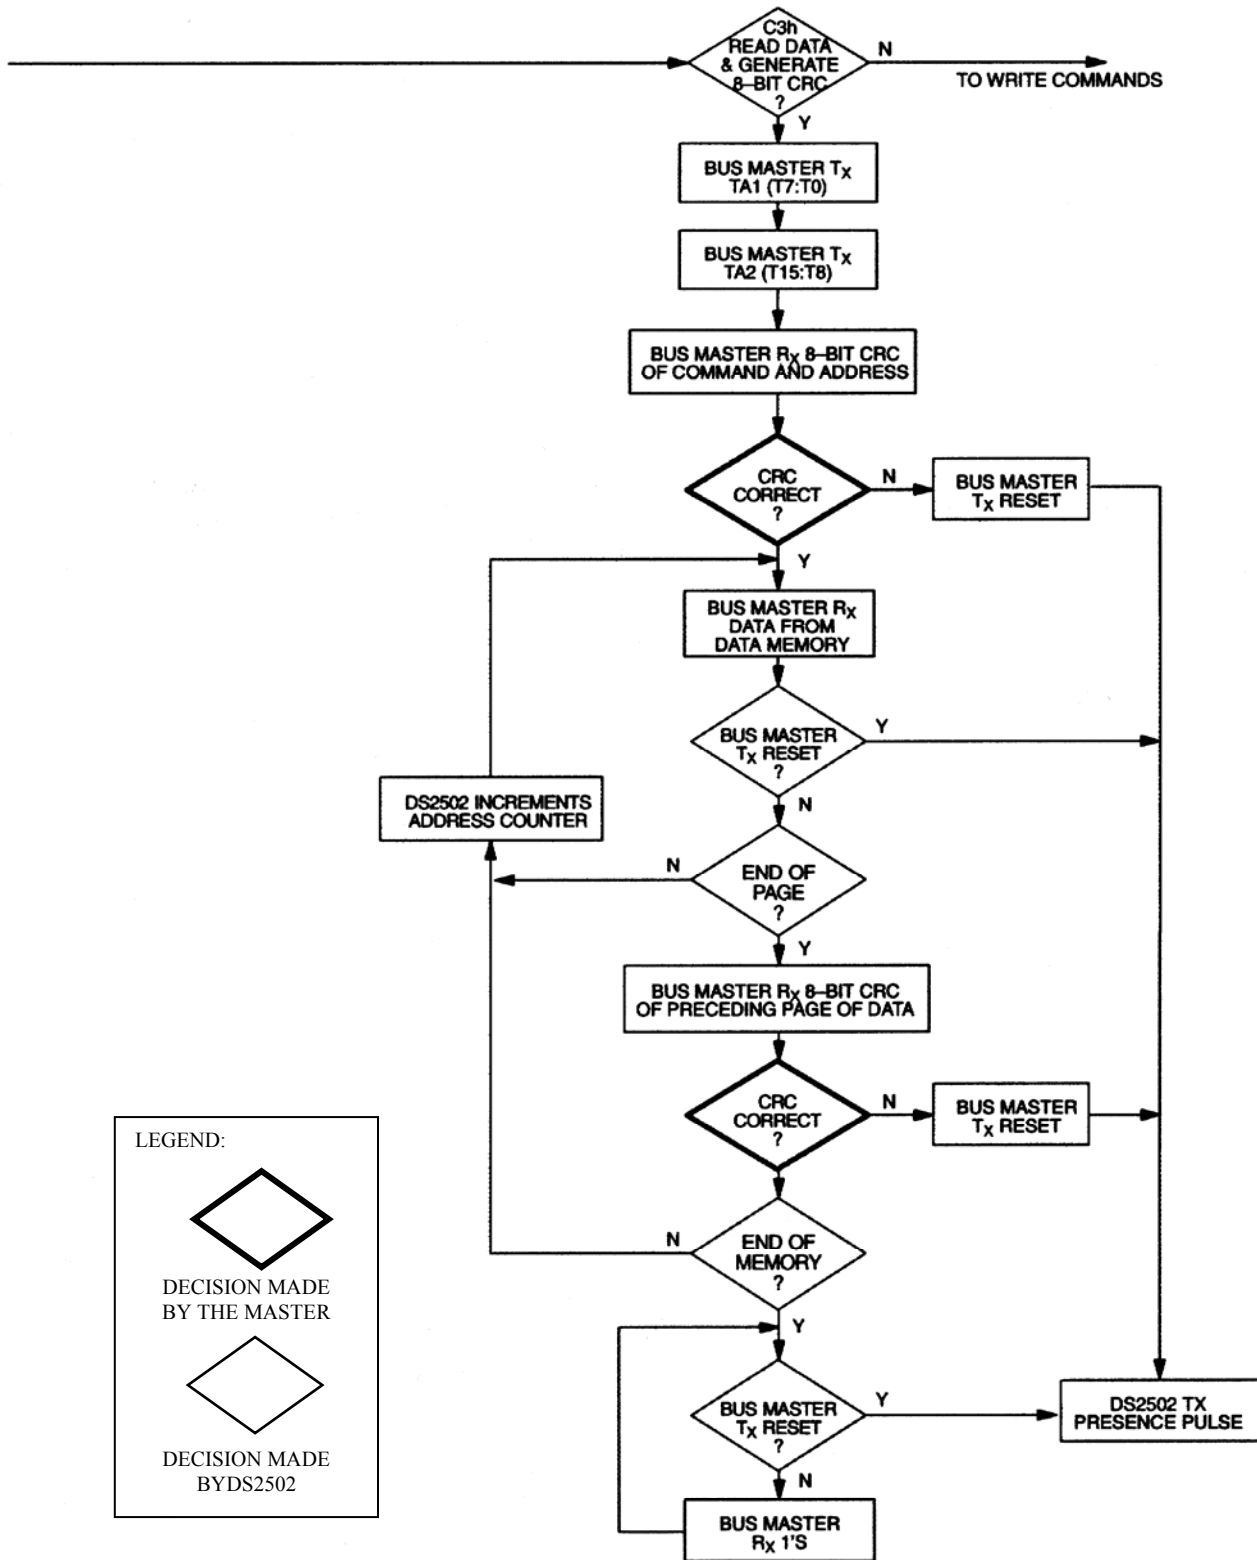 C3h
READ DATA
& GENERATE
8–BIT CRC
?
N
TO WRITE COMMANDS
Y
BUS MASTER TX
TA1 (T7:T0)
BUS MASTER TX
TA2 (T15:T8)
BUS MASTER RX 8–BIT CRC
OF COMMAND AND ADDRESS
CRC
CORRECT
?
N
BUS MASTER
TX RESET
Y
BUS MASTER RX
DATA FROM
DATA MEMORY
BUS MASTER
TX RESET
?
Y
N
DS2502 INCREMENTS
ADDRESS COUNTER
END OF
PAGE
?
N
Y
BUS MASTER RX 8–BIT CRC
OF PRECEDING PAGE OF DATA
CRC
CORRECT
?
N
BUS MASTER
TX RESET
END OF
MEMORY
?
N
Y
BUS MASTER
TX RESET
?
Y
DS2502 TX
PRESENCE PULSE
N
BUS MASTER
RX 1'S
LEGEND:
DECISION MADE
BY THE MASTER
DECISION MADE
BYDS2502